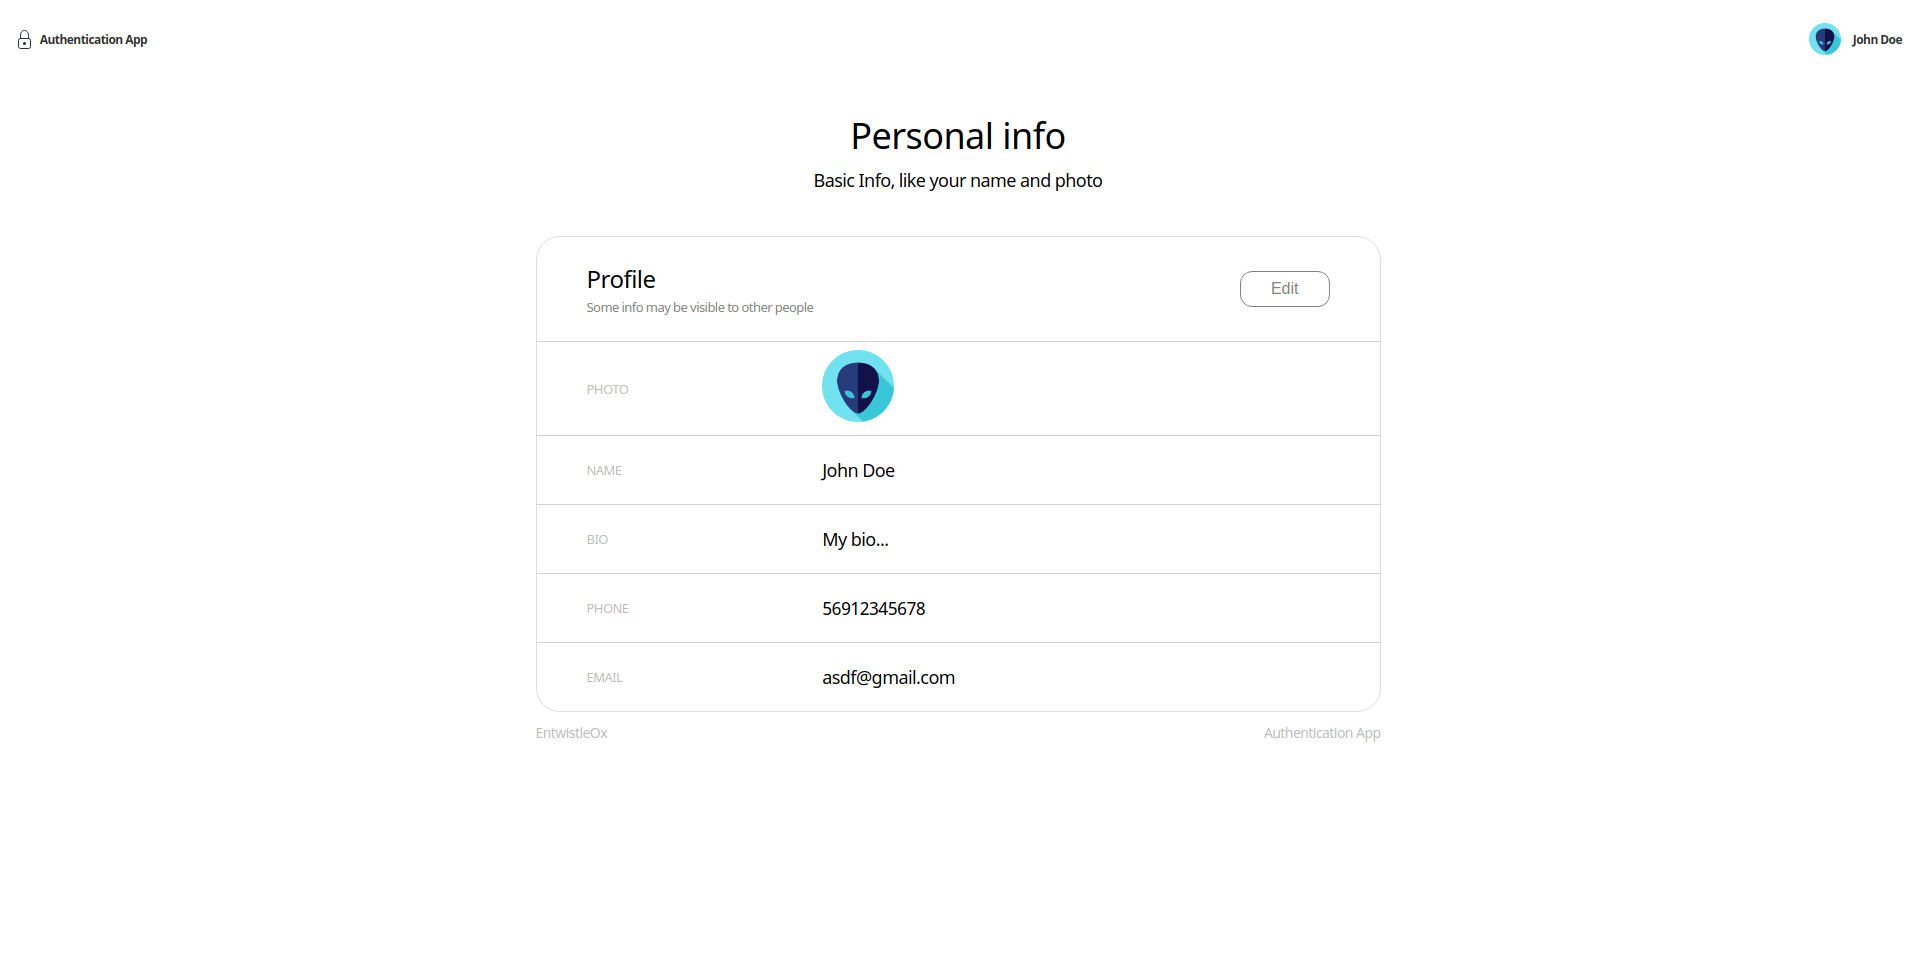 Authentication App
John Doe
Personal info
Basic Info, like your name and photo
Profile
Some info may be visible to other people
Edit
PHOTO
NAME
John Doe
BIO
My bio...
PHONE
56912345678
EMAIL
asdf@gmail.com
EntwistleOx
Authentication App